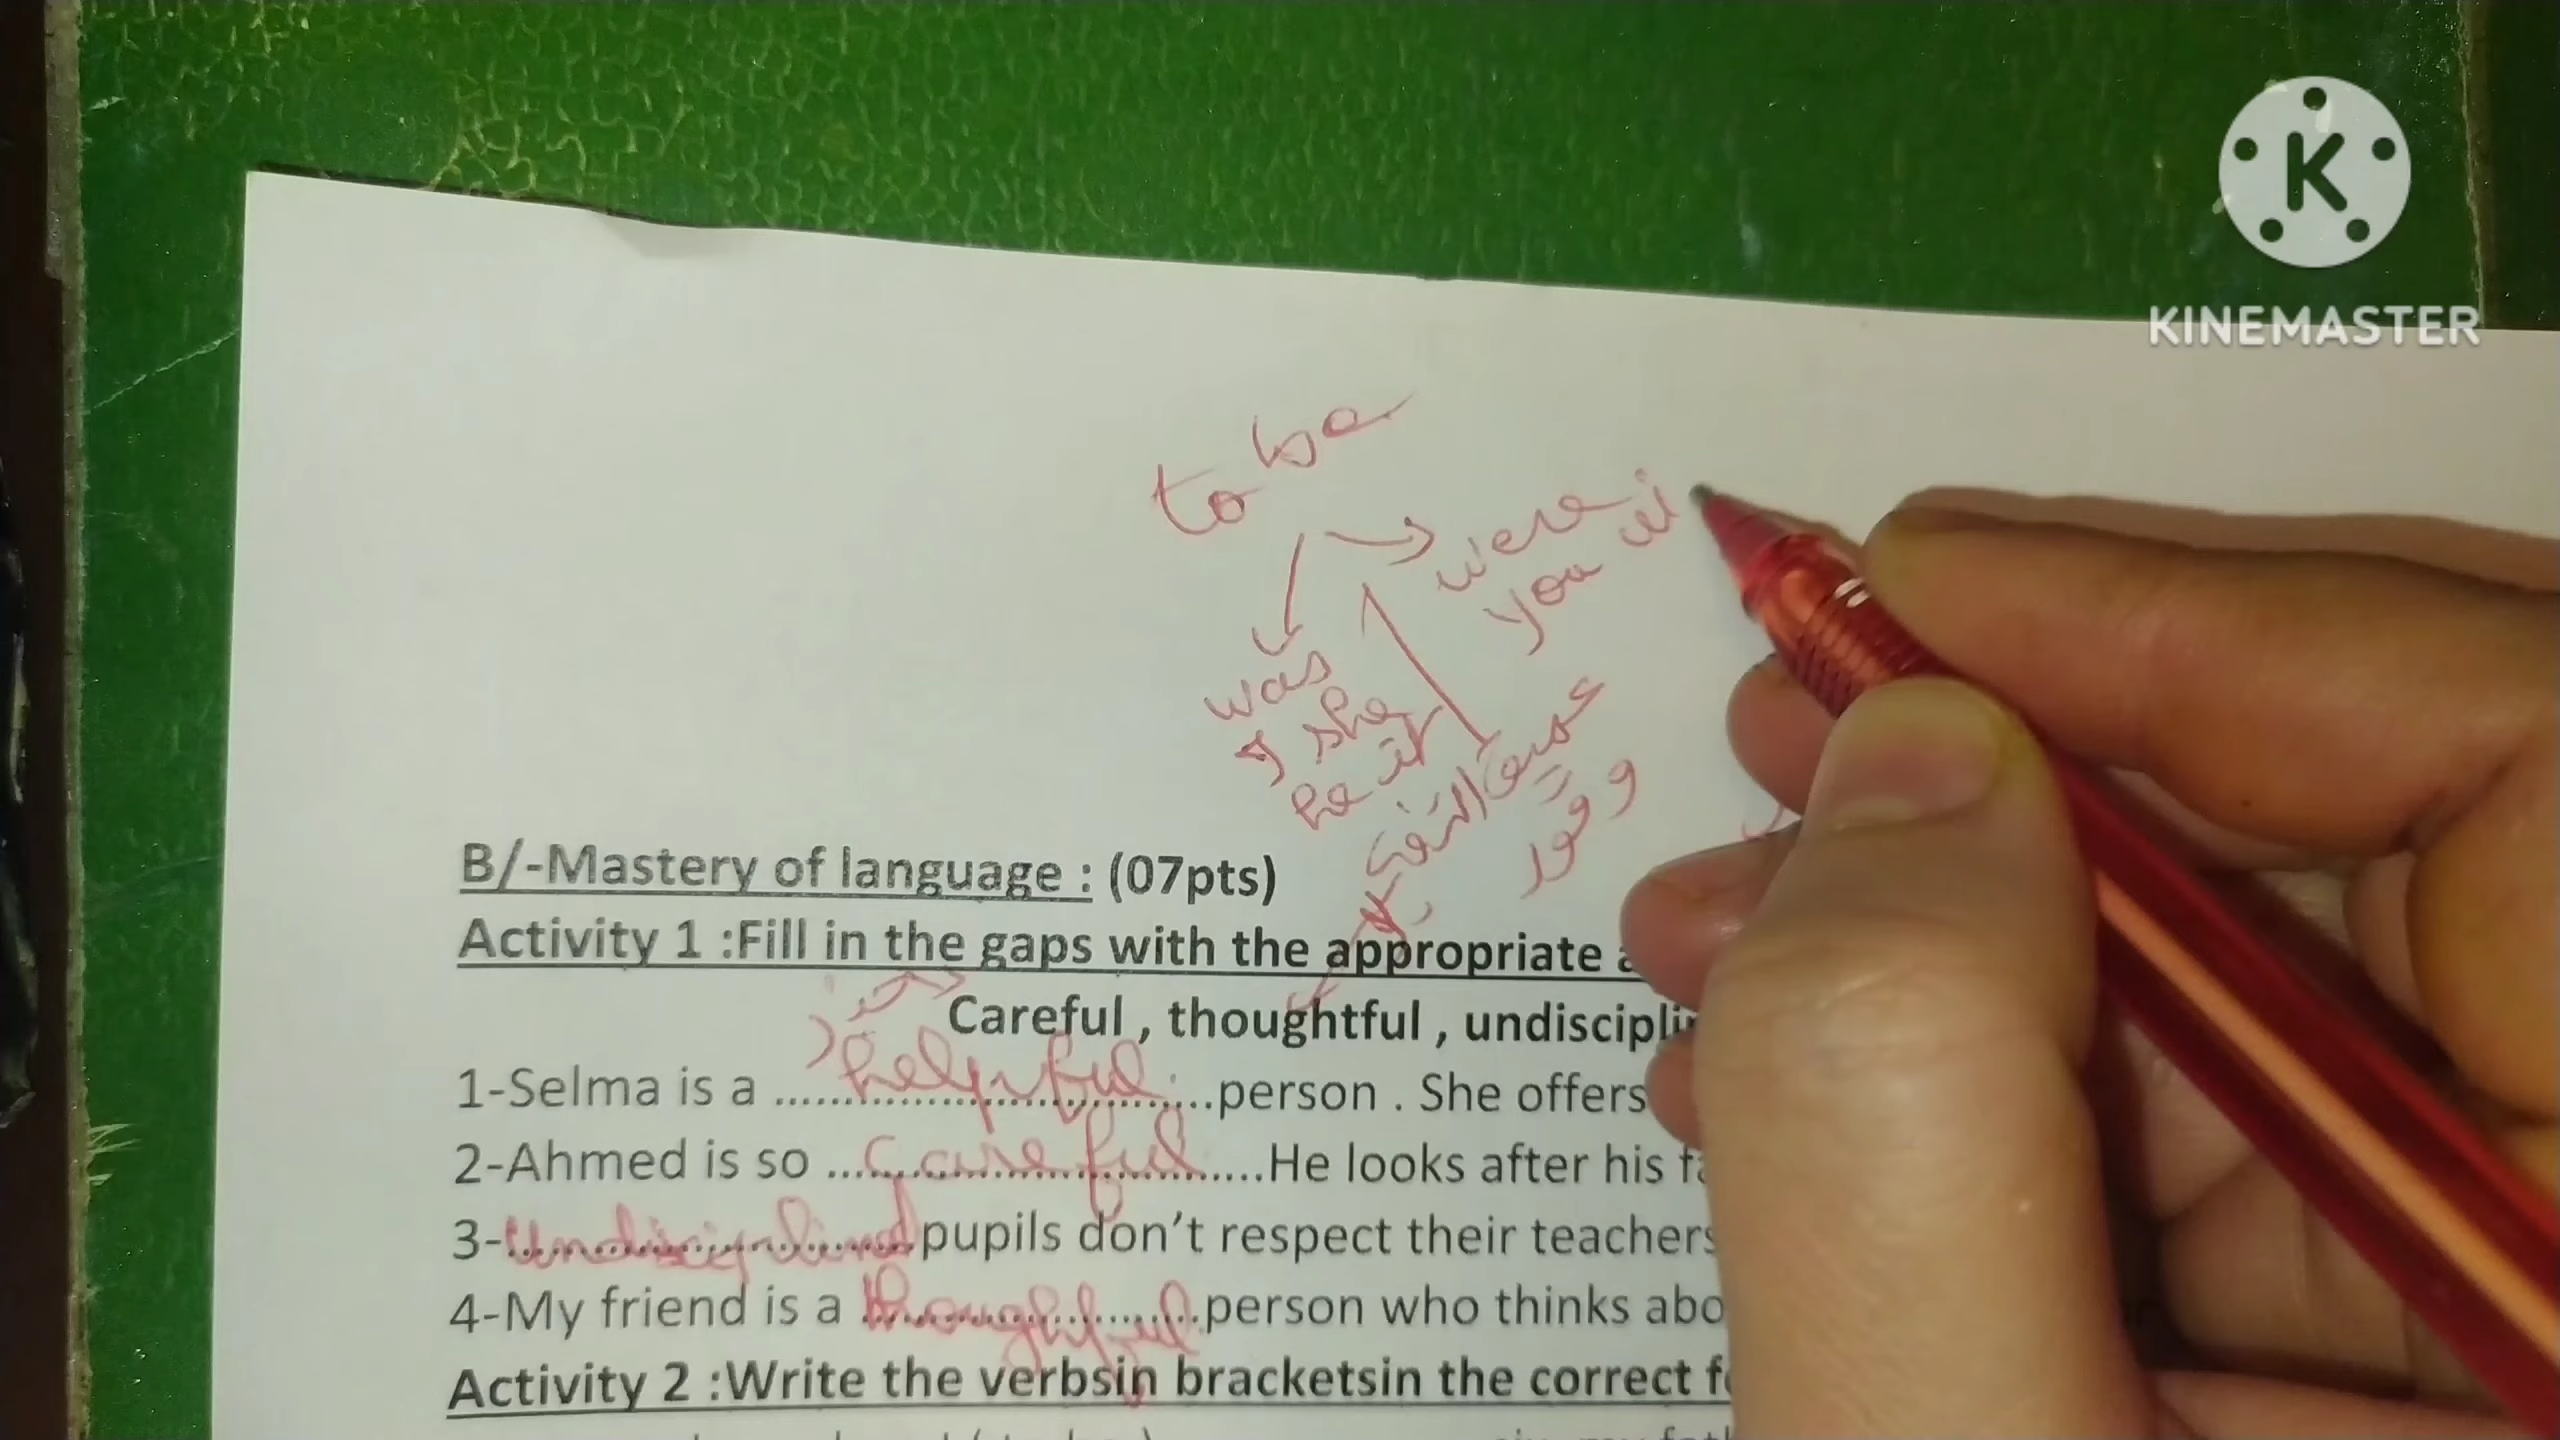 KINEMASTER
to be
were
you
was
I she
he it
عميق التفكير
وقور
B/-Mastery of language : (07pts)
Activity 1 :Fill in the gaps with the appropriate
Careful , thoughtful ,
1-Selma is a helpful person . She offers
2-Ahmed is so careful He looks after his
3-undisciplined pupils don't respect their teachers
4-My friend is a thoughtful person who thinks
Activity 2 :Write the verbsin bracketsin the correct